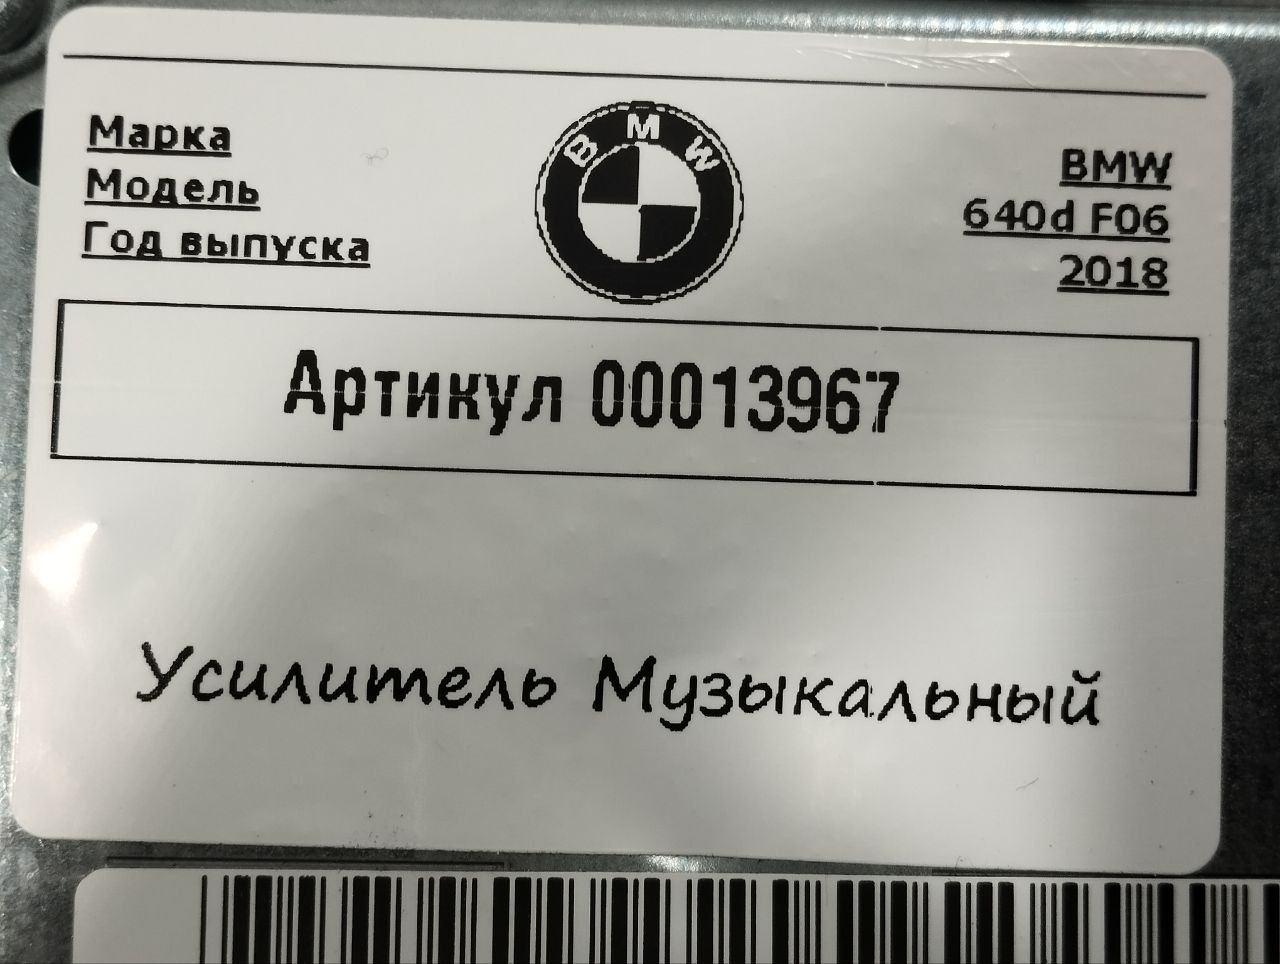 Марка
Модель
Год выпуска
BMW
BMW
640d F06
2018
Артикул 00013967
Усилитель Музыкальный